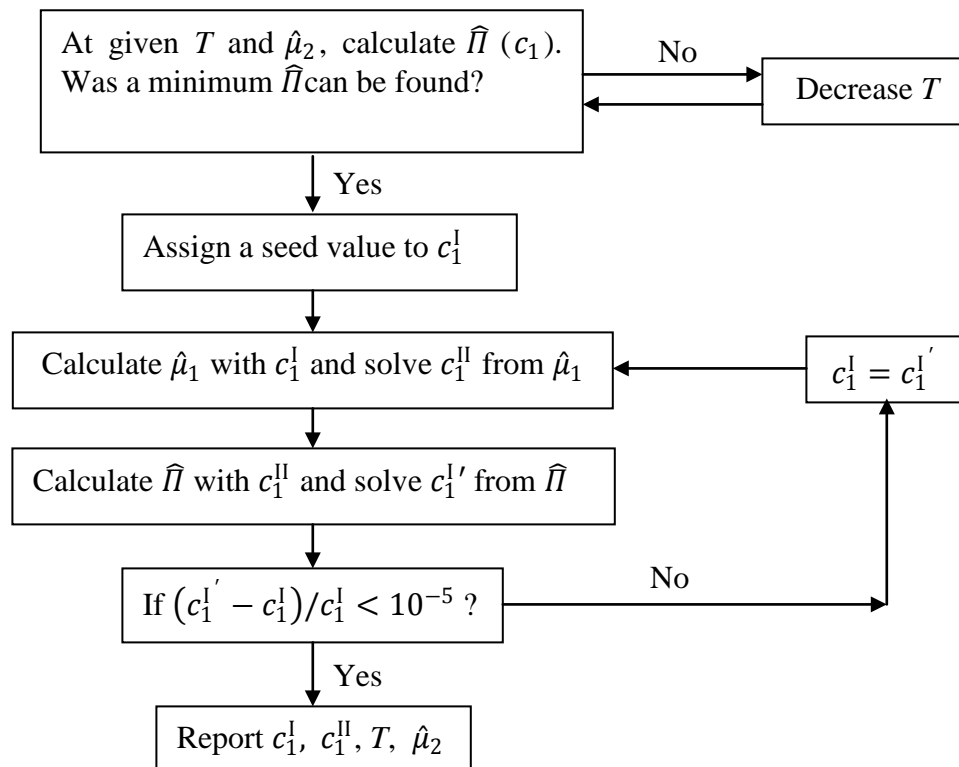 At given T and μ̂₂, calculate Π̂ (c₁).
Was a minimum Π̂can be found?
No
Decrease T
Yes
Assign a seed value to c₁ᴵ
Calculate μ̂₁ with c₁ᴵ and solve c₁ᴵᴵ from μ̂₁
c₁ᴵ = c₁ᴵ′
Calculate Π̂ with c₁ᴵᴵ and solve c₁ᴵ′ from Π̂
If (c₁ᴵ′ − c₁ᴵ)/c₁ᴵ < 10⁻⁵ ?
No
Yes
Report c₁ᴵ, c₁ᴵᴵ, T, μ̂₂